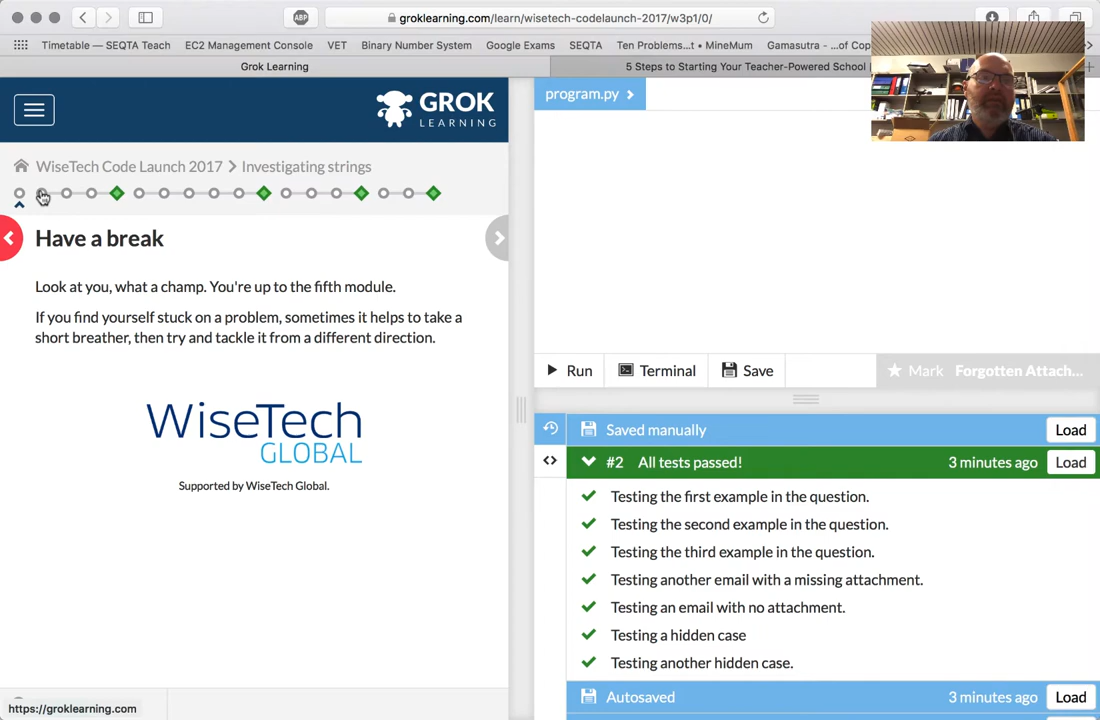 ABP
groklearning.com/learn/wisetech-codelaunch-2017/w3p1/0/
Timetable — SEQTA Teach
EC2 Management Console
VET
Binary Number System
Google Exams
SEQTA
Ten Problems...t • MineMum
Gamasutra - ...of Cop
Grok Learning
5 Steps to Starting Your Teacher-Powered School
GROK
LEARNING
program.py
WiseTech Code Launch 2017 > Investigating strings
Have a break
Look at you, what a champ. You're up to the fifth module.
If you find yourself stuck on a problem, sometimes it helps to take a
short breather, then try and tackle it from a different direction.
WiseTech
GLOBAL
Supported by WiseTech Global.
Run
Terminal
Save
Mark Forgotten Attach...
Saved manually
Load
#2 All tests passed!
3 minutes ago
Load
Testing the first example in the question.
Testing the second example in the question.
Testing the third example in the question.
Testing another email with a missing attachment.
Testing an email with no attachment.
Testing a hidden case
Testing another hidden case.
Autosaved
3 minutes ago
Load
https://groklearning.com